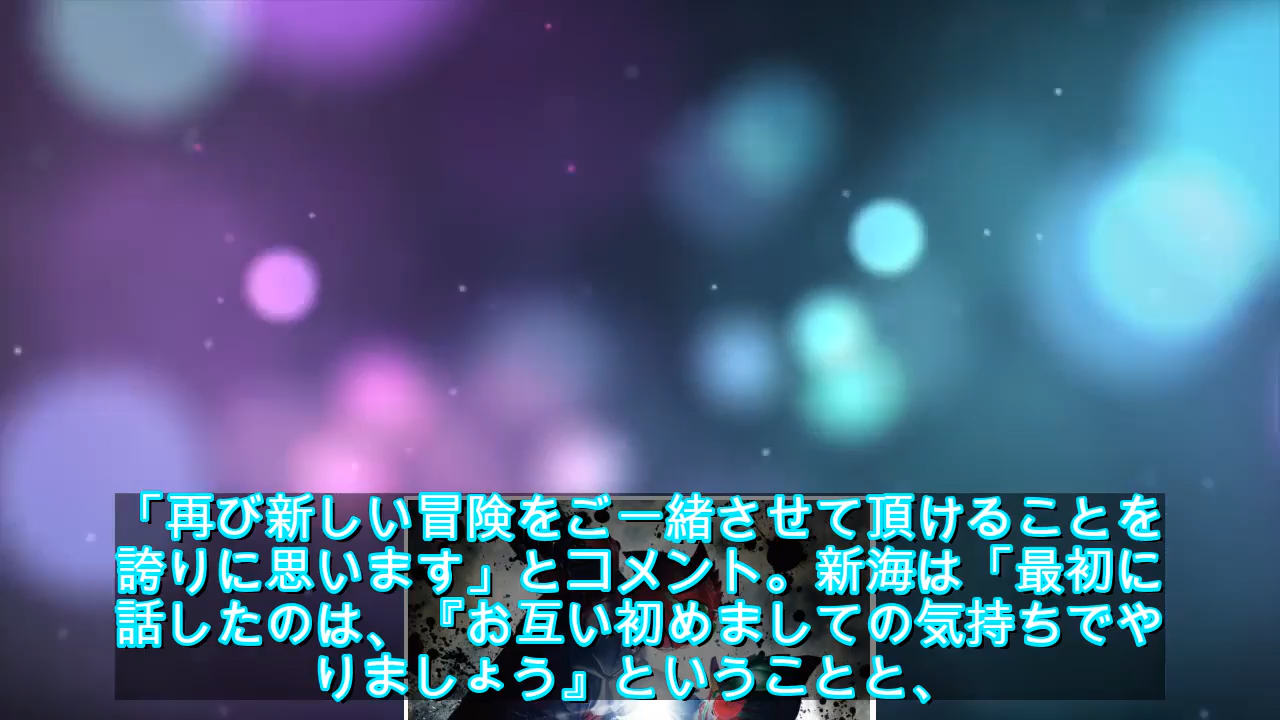 「再び新しい冒険をご一緒させて頂けることを
誇りに思います」とコメント。新海は「最初に
話したのは、『お互い初めましての気持ちでや
りましょう』ということと、